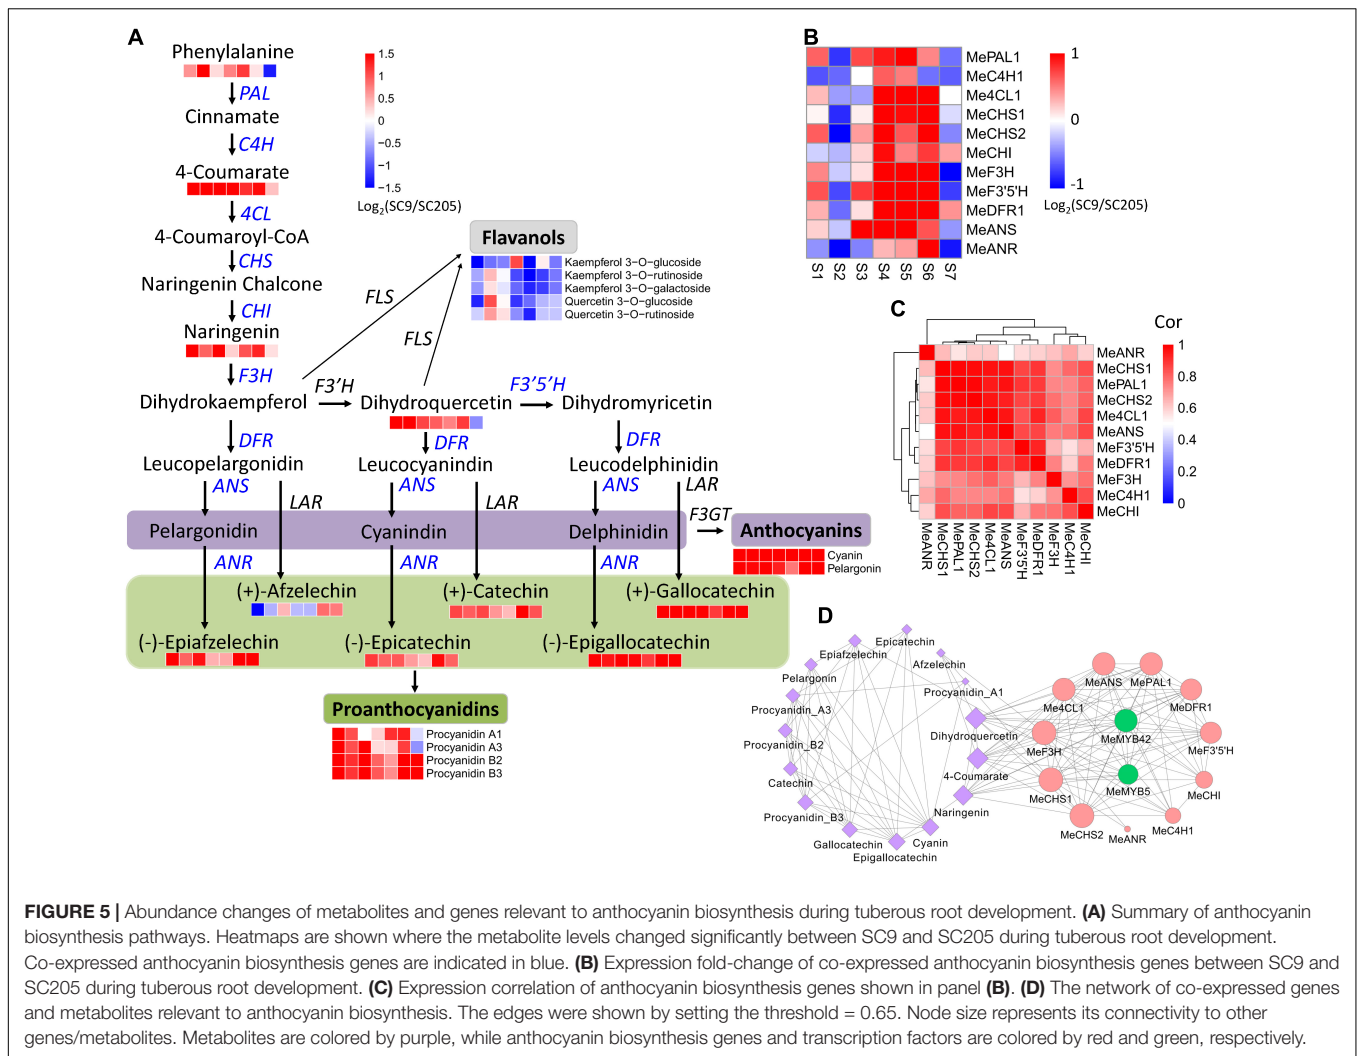 A
Phenylalanine
PAL
Cinnamate
C4H
4-Coumarate
4CL
4-Coumaroyl-CoA
CHS
Naringenin Chalcone
CHI
Naringenin
F3H
Dihydrokaempferol
F3'H
Dihydroquercetin
F3'5'H
Dihydromyricetin
FLS
FLS
1.5
1
0.5
0
−0.5
−1
−1.5
Log2(SC9/SC205)
Flavanols
Kaempferol 3−O−glucoside
Kaempferol 3−O−rutinoside
Kaempferol 3−O−galactoside
Quercetin 3−O−glucoside
Quercetin 3−O−rutinoside
DFR
DFR
DFR
Leucopelargonidin
Leucocyanindin
Leucodelphinidin
ANS
LAR
ANS
LAR
ANS
LAR
Pelargonidin
Cyanindin
Delphinidin
F3GT
Anthocyanins
Cyanin
Pelargonin
ANR
ANR
ANR
(+)-Afzelechin
(+)-Catechin
(+)-Gallocatechin
(-)-Epiafzelechin
(-)-Epicatechin
(-)-Epigallocatechin
Proanthocyanidins
Procyanidin A1
Procyanidin A3
Procyanidin B2
Procyanidin B3
B
MePAL1
MeC4H1
Me4CL1
MeCHS1
MeCHS2
MeCHI
MeF3H
MeF3'5'H
MeDFR1
MeANS
MeANR
S1 S2 S3 S4 S5 S6 S7
1
0
-1
Log2(SC9/SC205)
C
Cor
MeANR
MeCHS1
MePAL1
MeCHS2
Me4CL1
MeANS
MeF3'5'H
MeDFR1
MeF3H
MeC4H1
MeCHI
MeANR MeCHS1 MePAL1 MeCHS2 Me4CL1 MeANS MeF3'5'H MeDFR1 MeF3H MeC4H1 MeCHI
1
0.8
0.6
0.4
0.2
0
D
Epicatechin
Epiafzelechin
Afzelechin
Pelargonin
Procyanidin_A1
Procyanidin_A3
Dihydroquercetin
Procyanidin_B2
4-Coumarate
Catechin
Naringenin
Procyanidin_B3
Gallocatechin
Cyanin
Epigallocatechin
MeANS
MePAL1
Me4CL1
MeDFR1
MeMYB42
MeF3H
MeF3'5'H
MeMYB5
MeCHS1
MeCHI
MeCHS2
MeANR
MeC4H1
FIGURE 5 | Abundance changes of metabolites and genes relevant to anthocyanin biosynthesis during tuberous root development. (A) Summary of anthocyanin
biosynthesis pathways. Heatmaps are shown where the metabolite levels changed significantly between SC9 and SC205 during tuberous root development.
Co-expressed anthocyanin biosynthesis genes are indicated in blue. (B) Expression fold-change of co-expressed anthocyanin biosynthesis genes between SC9 and
SC205 during tuberous root development. (C) Expression correlation of anthocyanin biosynthesis genes shown in panel (B). (D) The network of co-expressed genes
and metabolites relevant to anthocyanin biosynthesis. The edges were shown by setting the threshold = 0.65. Node size represents its connectivity to other
genes/metabolites. Metabolites are colored by purple, while anthocyanin biosynthesis genes and transcription factors are colored by red and green, respectively.